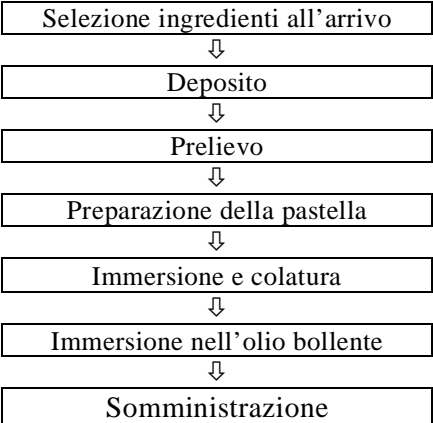 Selezione ingredienti all'arrivo
⇩
Deposito
⇩
Prelievo
⇩
Preparazione della pastella
⇩
Immersione e colatura
⇩
Immersione nell'olio bollente
⇩
Somministrazione